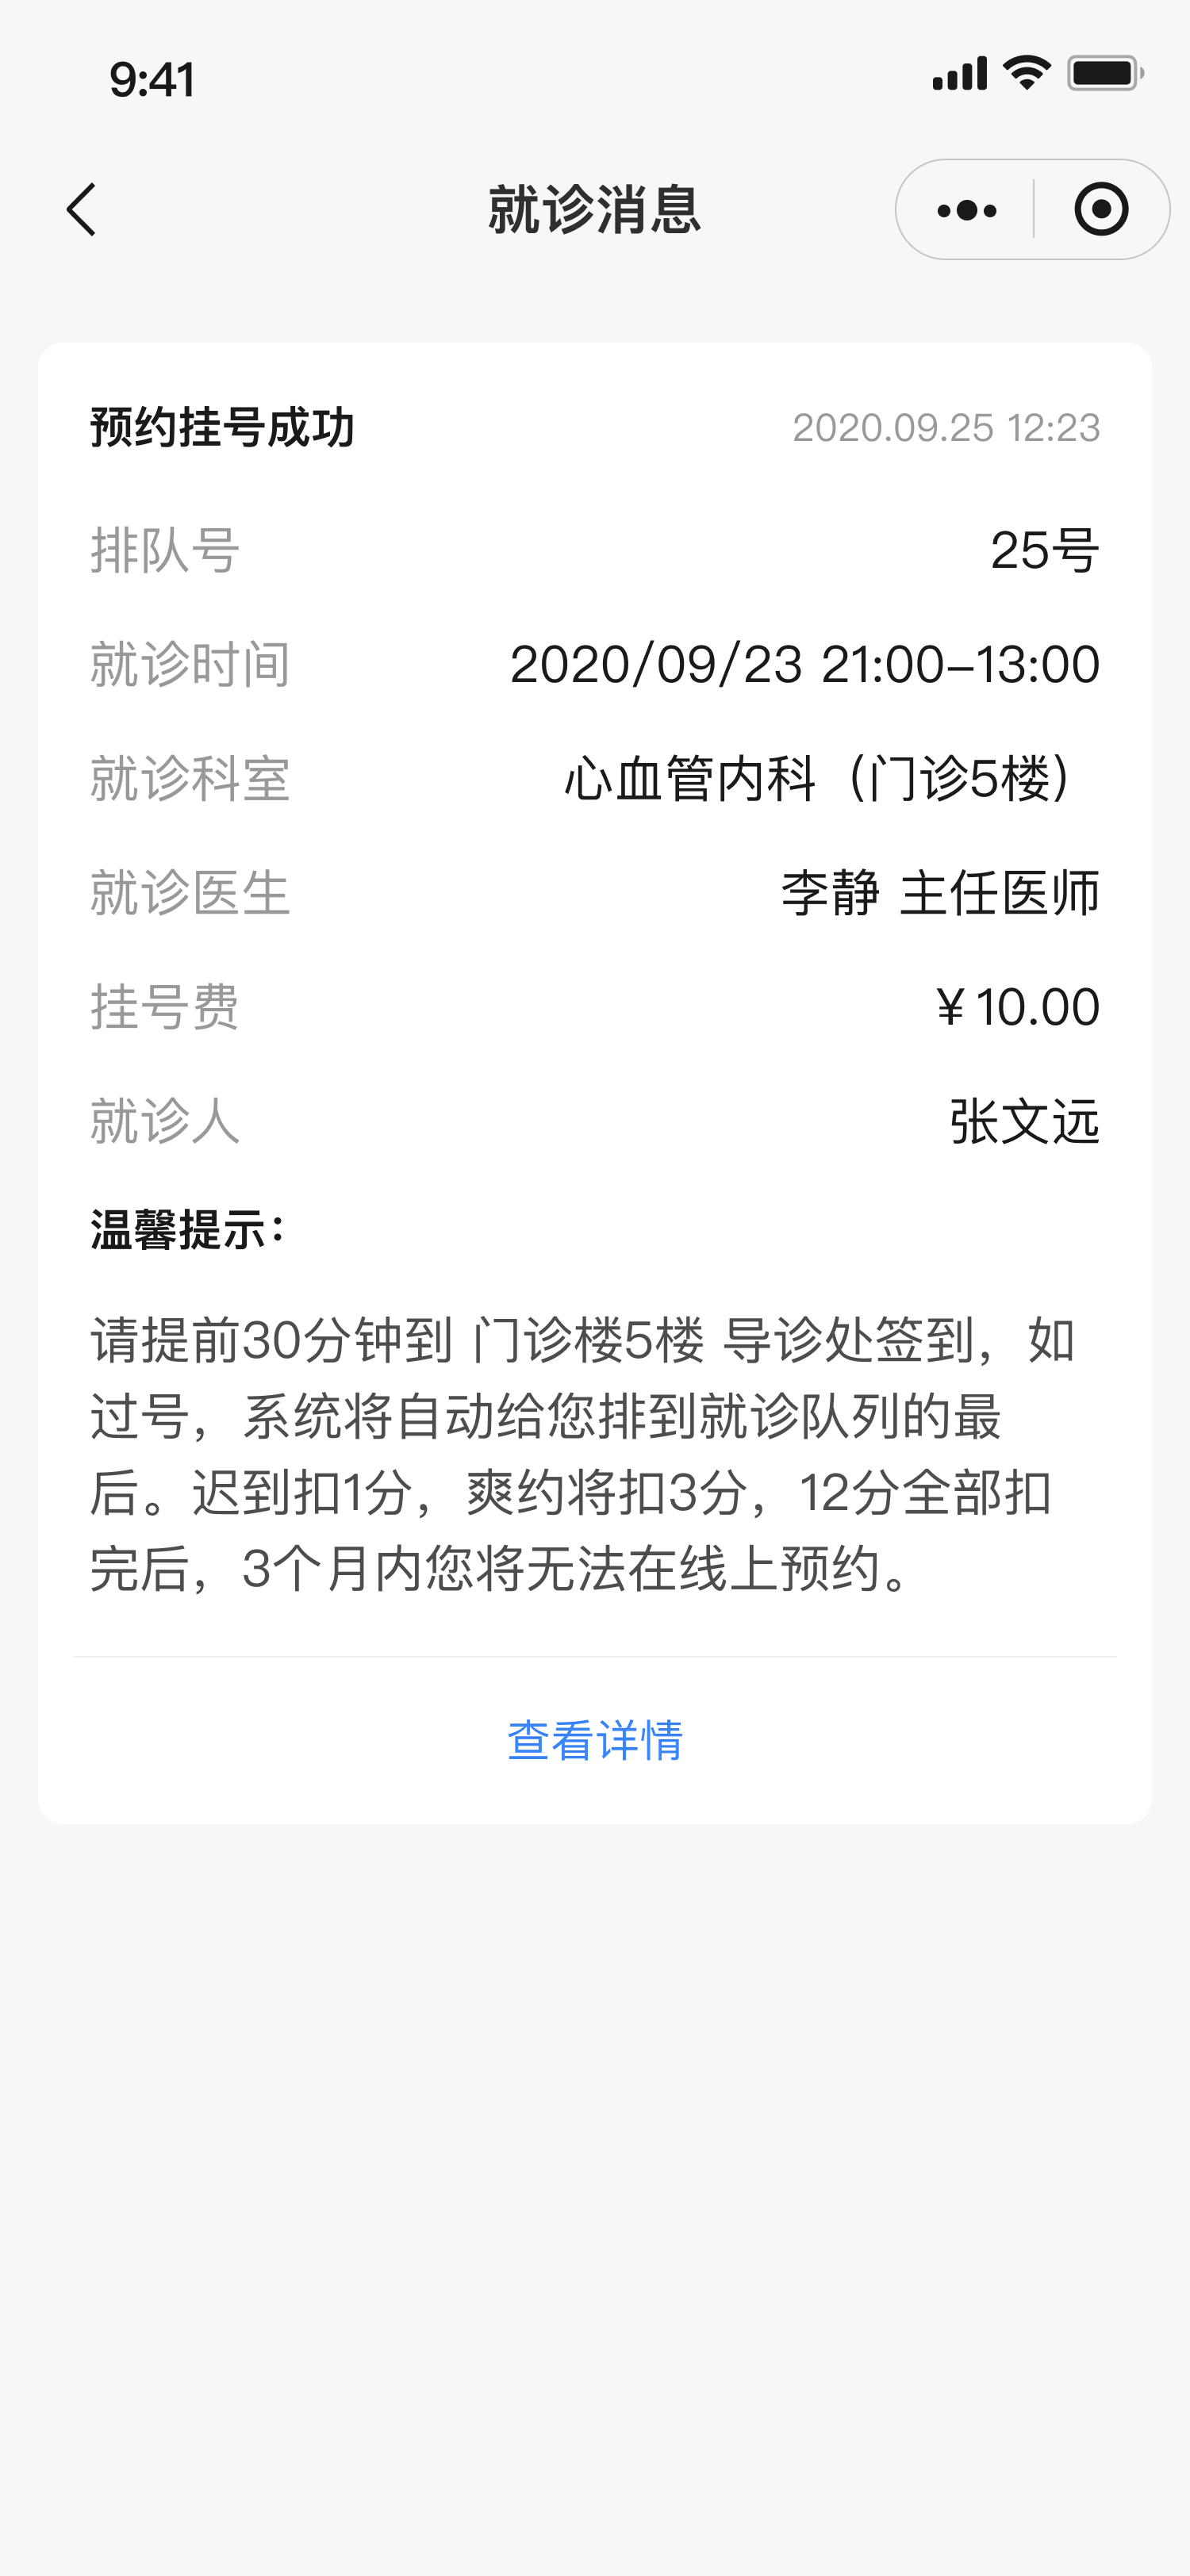 9:41
就诊消息
预约挂号成功 2020.09.25 12:23
排队号 25号
就诊时间 2020/09/23 21:00-13:00
就诊科室 心血管内科（门诊5楼）
就诊医生 李静 主任医师
挂号费 ¥10.00
就诊人 张文远
温馨提示：
请提前30分钟到 门诊楼5楼 导诊处签到，如
过号，系统将自动给您排到就诊队列的最
后。迟到扣1分，爽约将扣3分，12分全部扣
完后，3个月内您将无法在线上预约。
查看详情